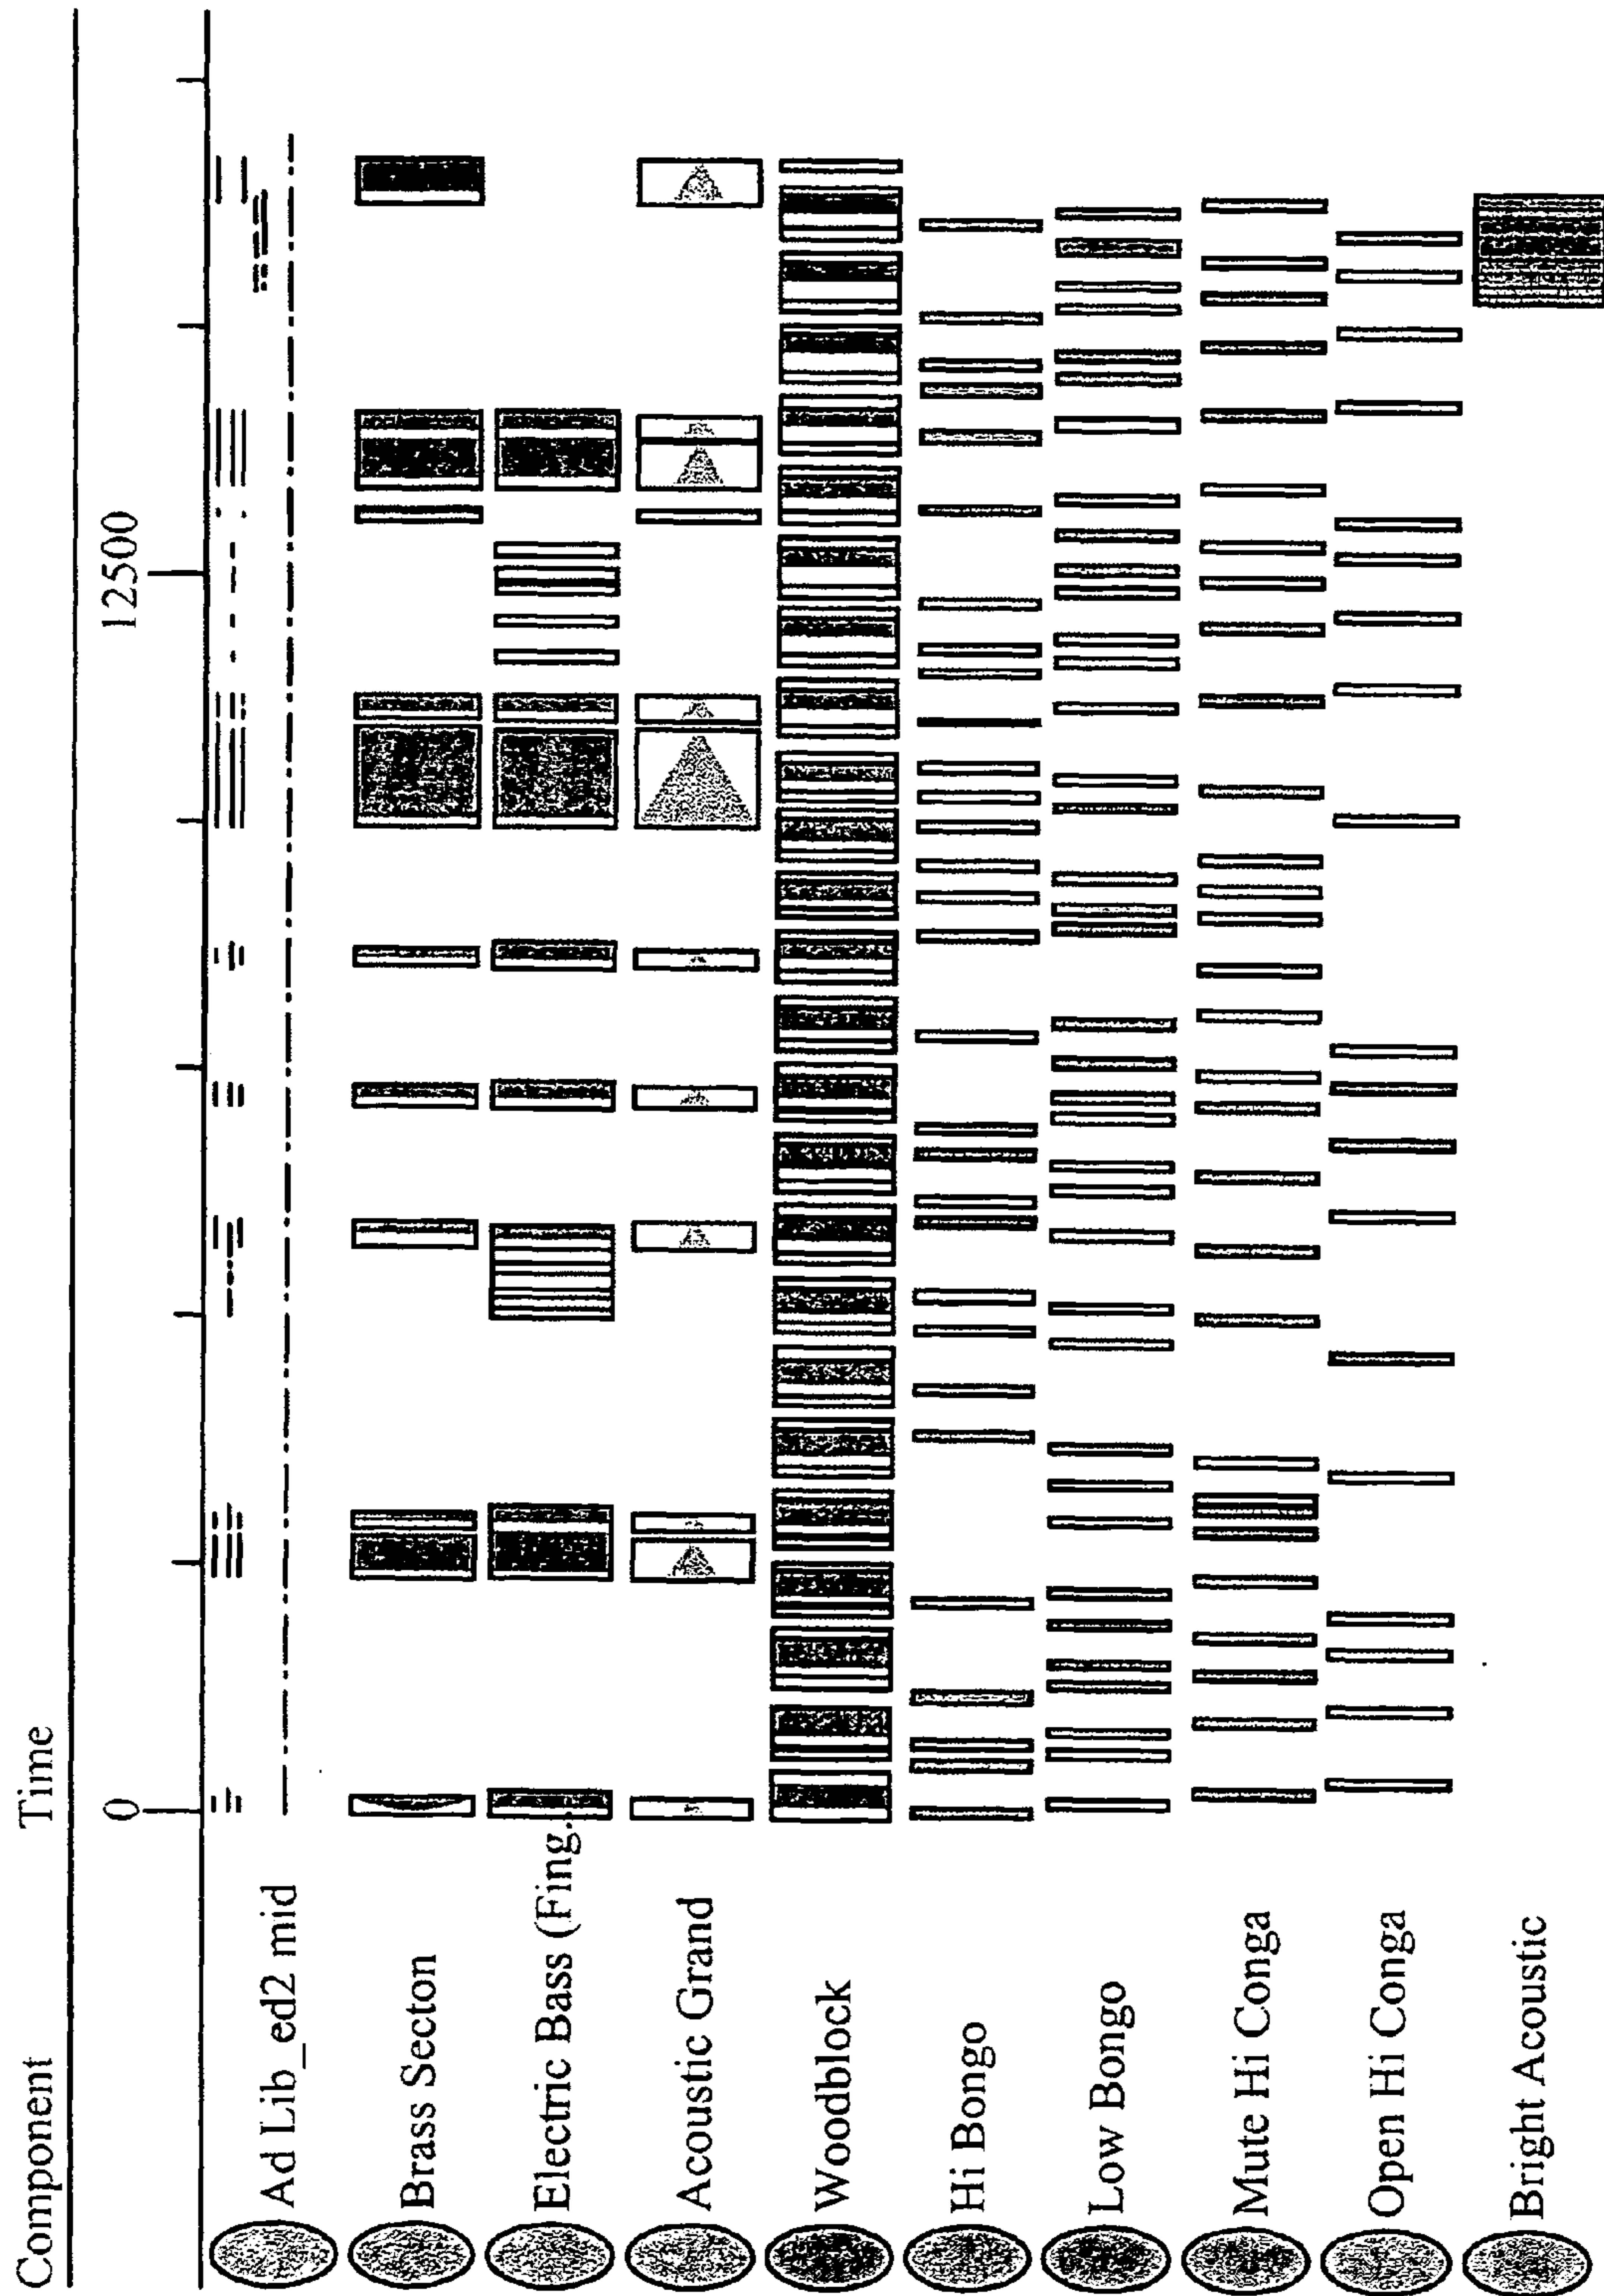 Component Time
0 12500
Ad Lib_ed2 mid
Brass Secton
Electric Bass (Fing.
Acoustic Grand
Woodblock
Hi Bongo
Low Bongo
Mute Hi Conga
Open Hi Conga
Bright Acoustic